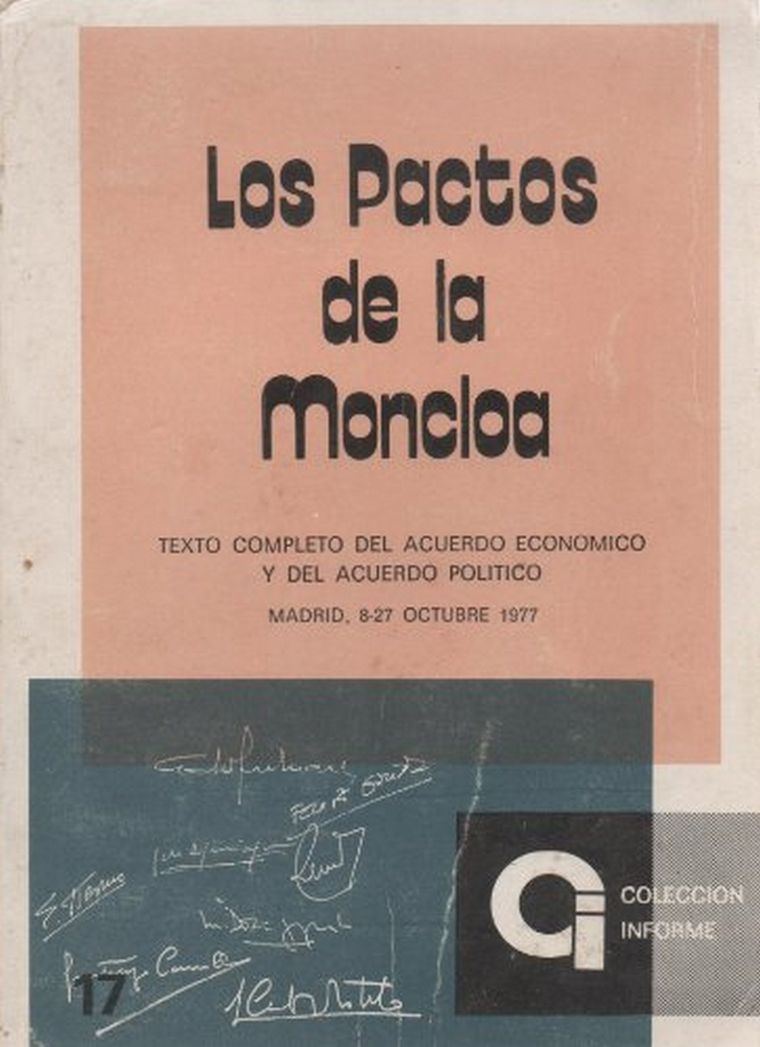 Los Pactos
de la
Moncloa
TEXTO COMPLETO DEL ACUERDO ECONOMICO
Y DEL ACUERDO POLITICO
MADRID, 8-27 OCTUBRE 1977
COLECCION
INFORME
17